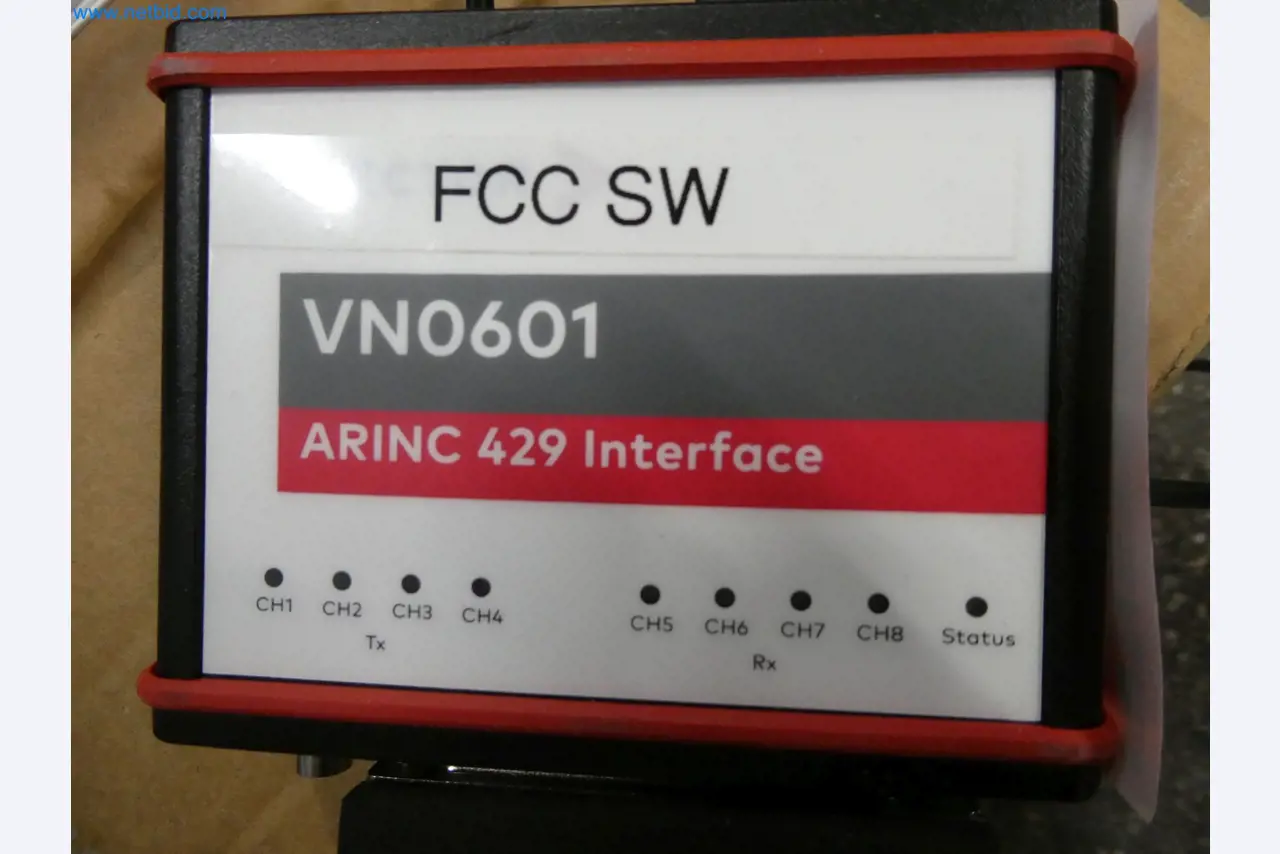 www.netbid.com
FCC SW
VN0601
ARINC 429 Interface
CH1 CH2 CH3 CH4
Tx
CH5 CH6 CH7 CH8 Status
Rx